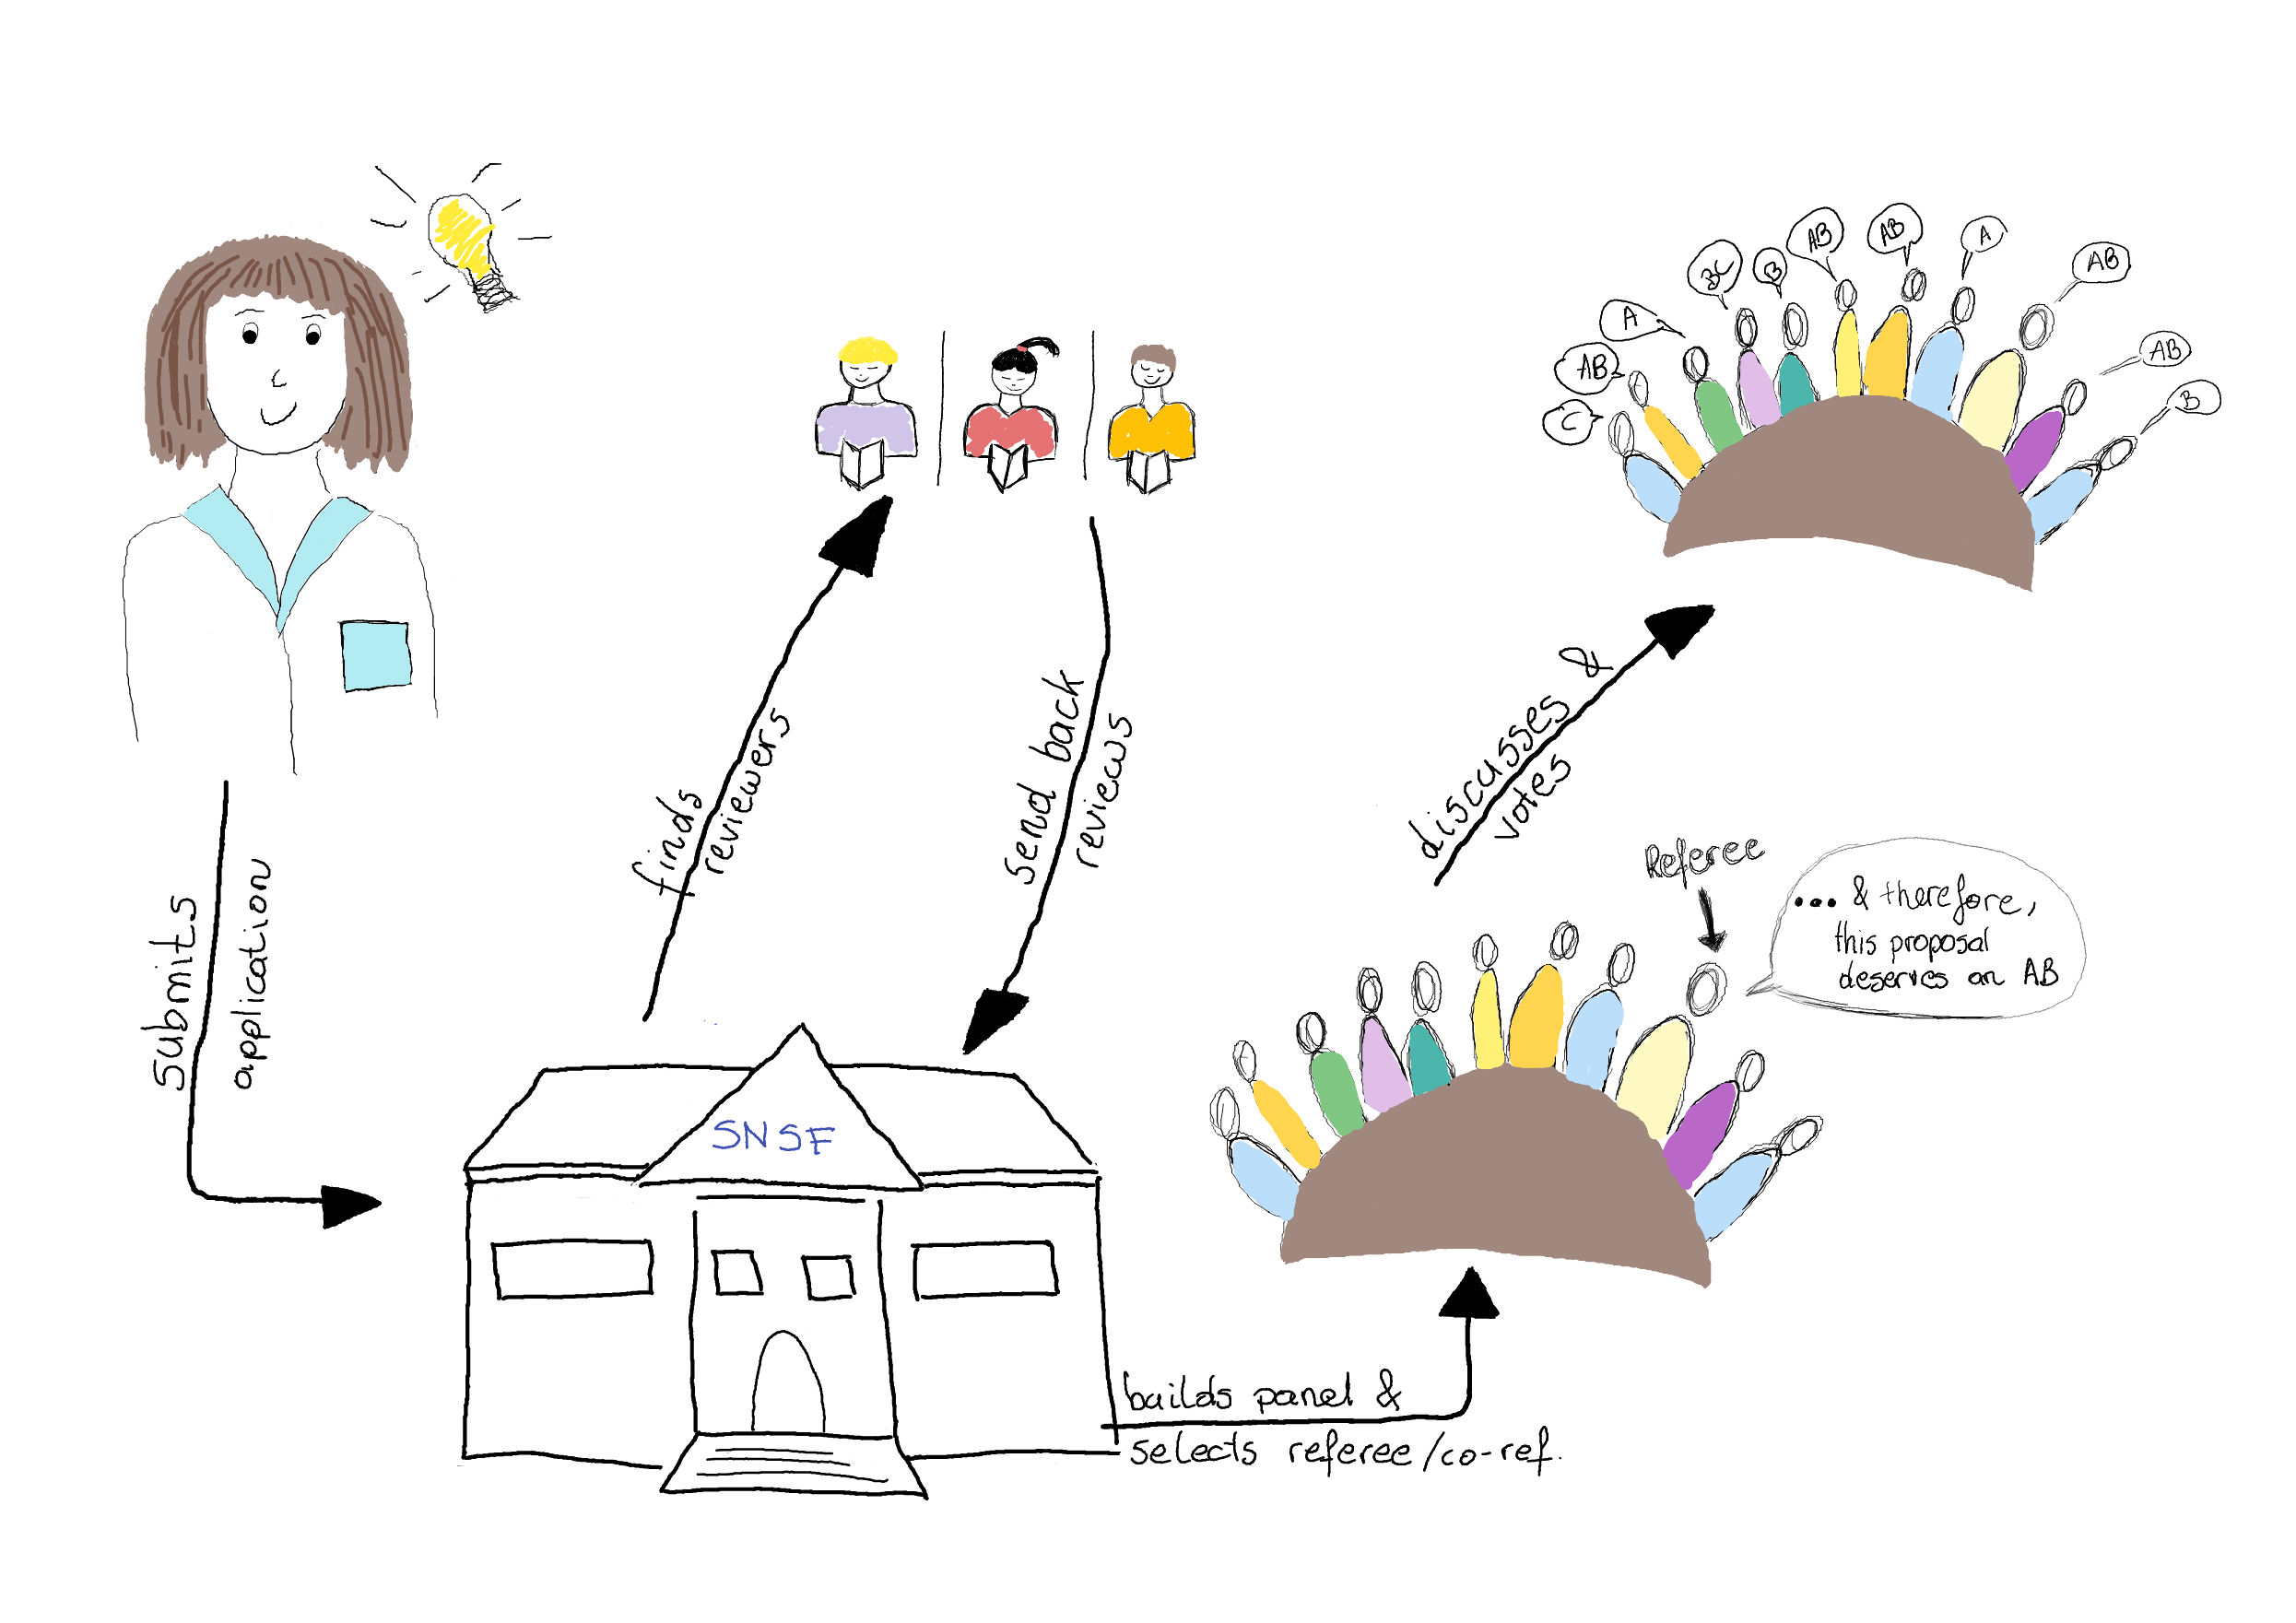 submits
application
finds
reviewers
send back
reviews
SNSF
builds panel &
selects referee/co-ref.
Referee
... & therefore,
this proposal
deserves an AB
discusses &
votes
C
AB
A
BC
B
AB
AB
A
AB
AB
B